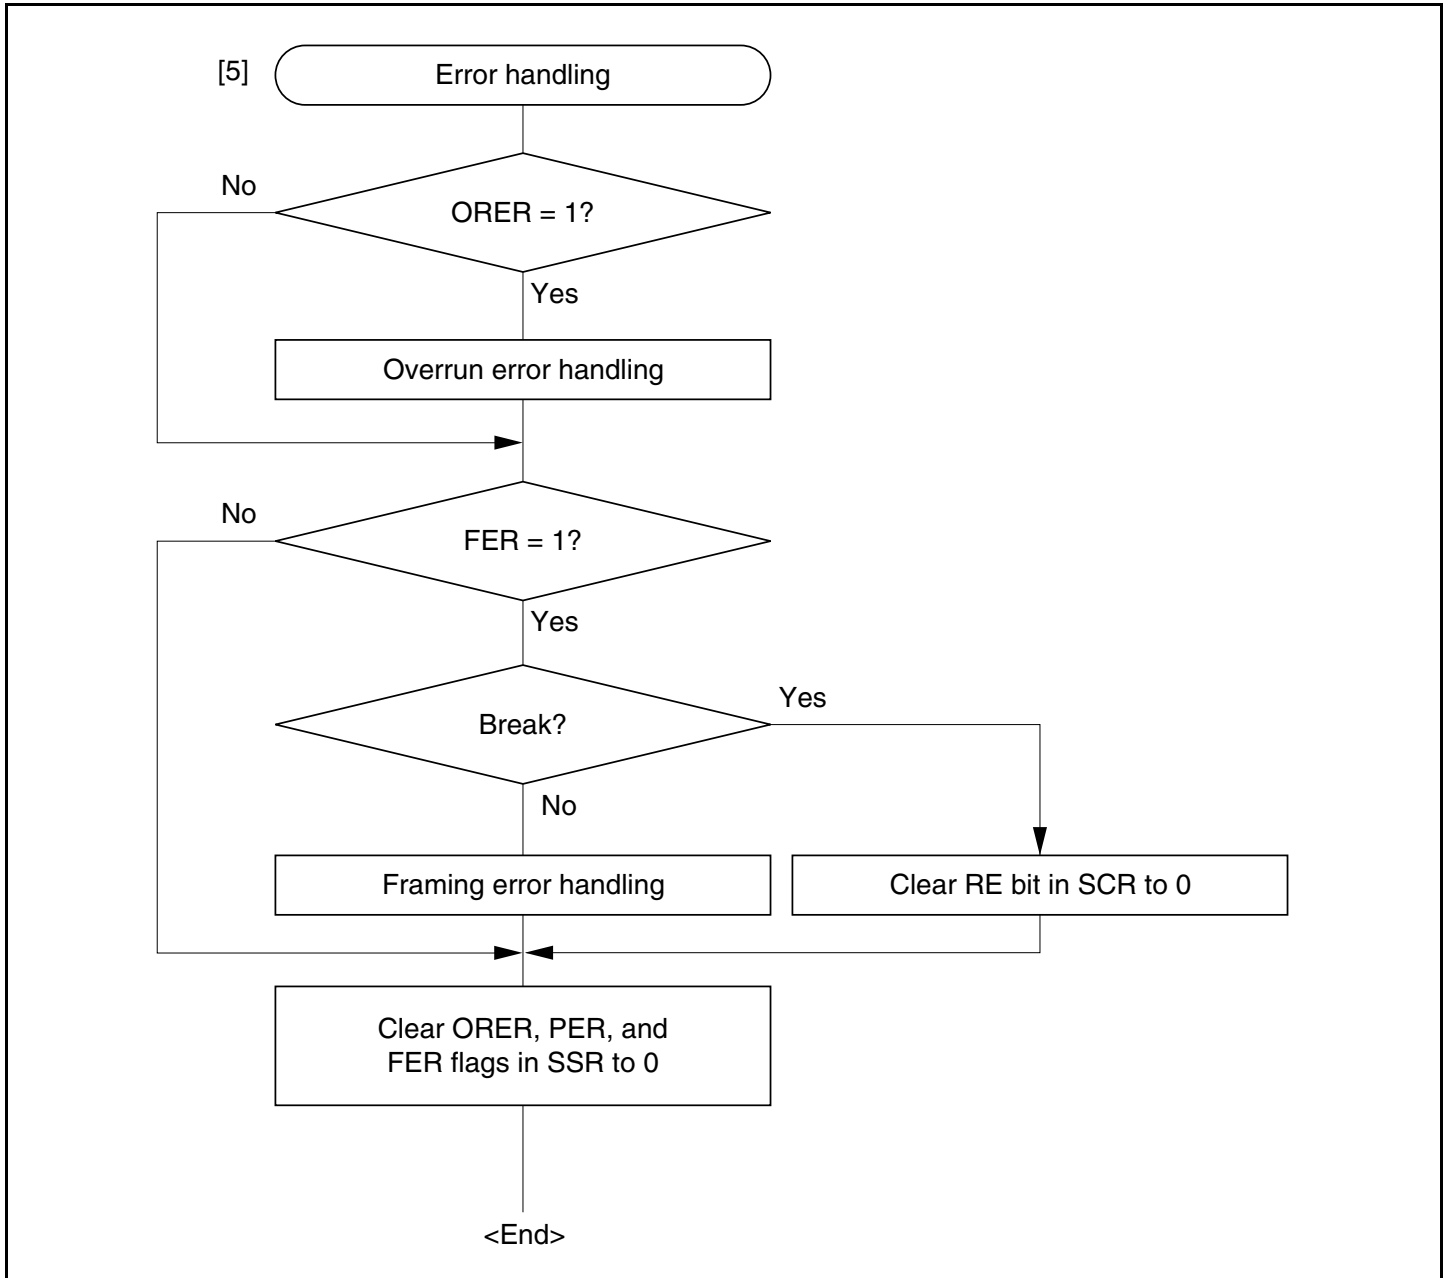 [5] Error handling
No
ORER = 1?
Yes
Overrun error handling
No
FER = 1?
Yes
Yes
Break?
No
Framing error handling
Clear RE bit in SCR to 0
Clear ORER, PER, and
FER flags in SSR to 0
<End>